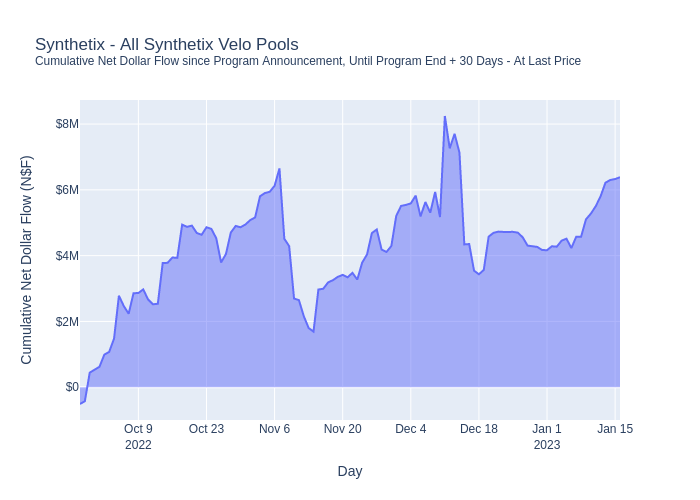 Synthetix - All Synthetix Velo Pools
Cumulative Net Dollar Flow since Program Announcement, Until Program End + 30 Days - At Last Price
Cumulative Net Dollar Flow (N$F)
$8M
$6M
$4M
$2M
$0
Oct 9 Oct 23 Nov 6 Nov 20 Dec 4 Dec 18 Jan 1 Jan 15
2022 2023
Day